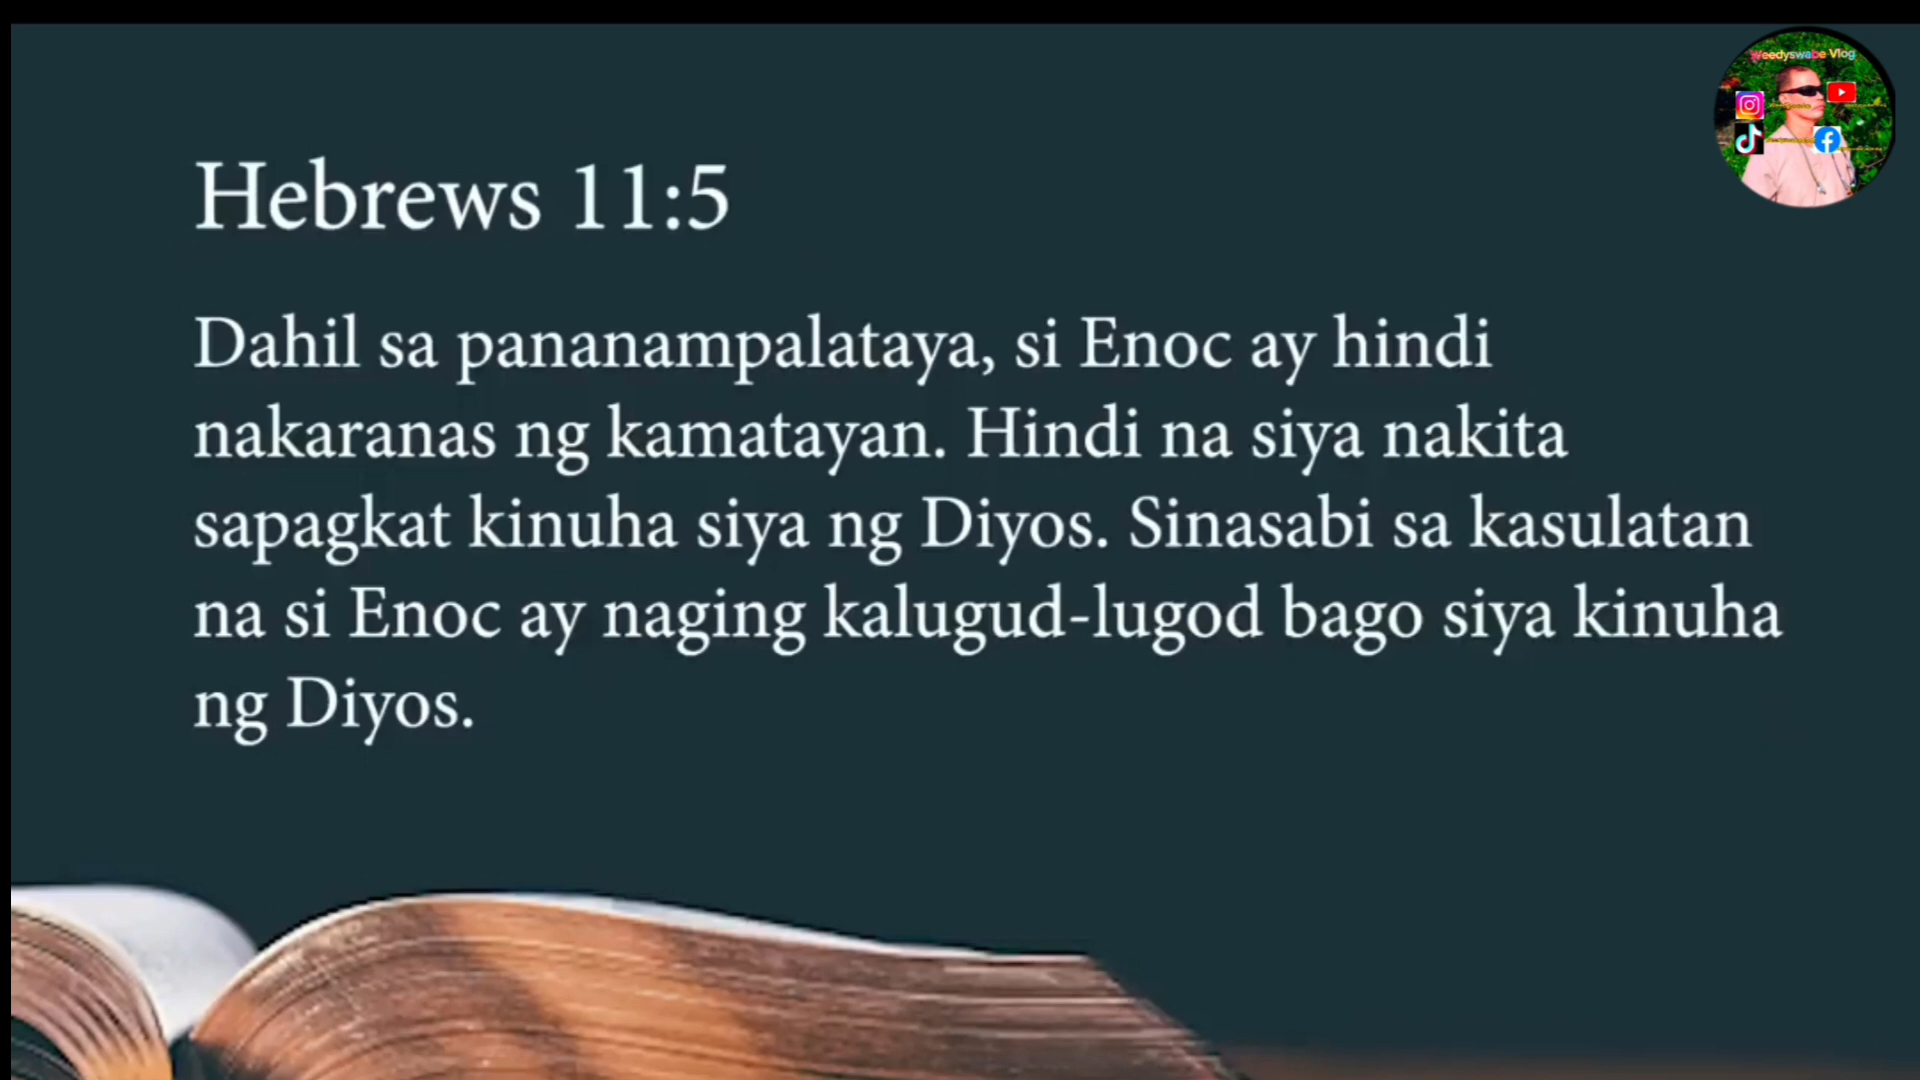 Weedyswabe Vlog
Hebrews 11:5
Dahil sa pananampalataya, si Enoc ay hindi
nakaranas ng kamatayan. Hindi na siya nakita
sapagkat kinuha siya ng Diyos. Sinasabi sa kasulatan
na si Enoc ay naging kalugud-lugod bago siya kinuha
ng Diyos.